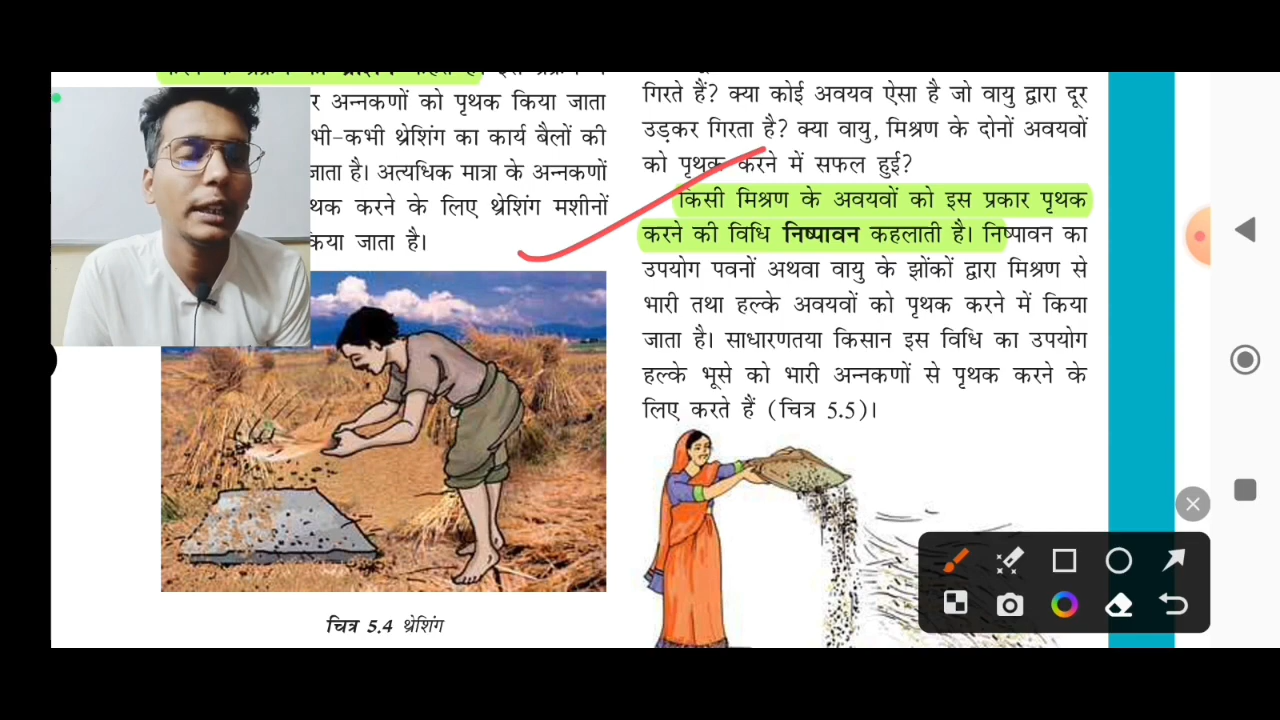 र अन्नकणों को पृथक किया जाता
भी-कभी थ्रेशिंग का कार्य बैलों की
जाता है। अत्यधिक मात्रा के अन्नकणों
थक करने के लिए थ्रेशिंग मशीनों
किया जाता है।
चित्र 5.4 थ्रेशिंग
गिरते हैं? क्या कोई अवयव ऐसा है जो वायु द्वारा दूर
उड़कर गिरता है? क्या वायु, मिश्रण के दोनों अवयवों
को पृथक करने में सफल हुई?
किसी मिश्रण के अवयवों को इस प्रकार पृथक
करने की विधि निष्पावन कहलाती है। निष्पावन का
उपयोग पवनों अथवा वायु के झोंकों द्वारा मिश्रण से
भारी तथा हल्के अवयवों को पृथक करने में किया
जाता है। साधारणतया किसान इस विधि का उपयोग
हल्के भूसे को भारी अन्नकणों से पृथक करने के
लिए करते हैं (चित्र 5.5)।